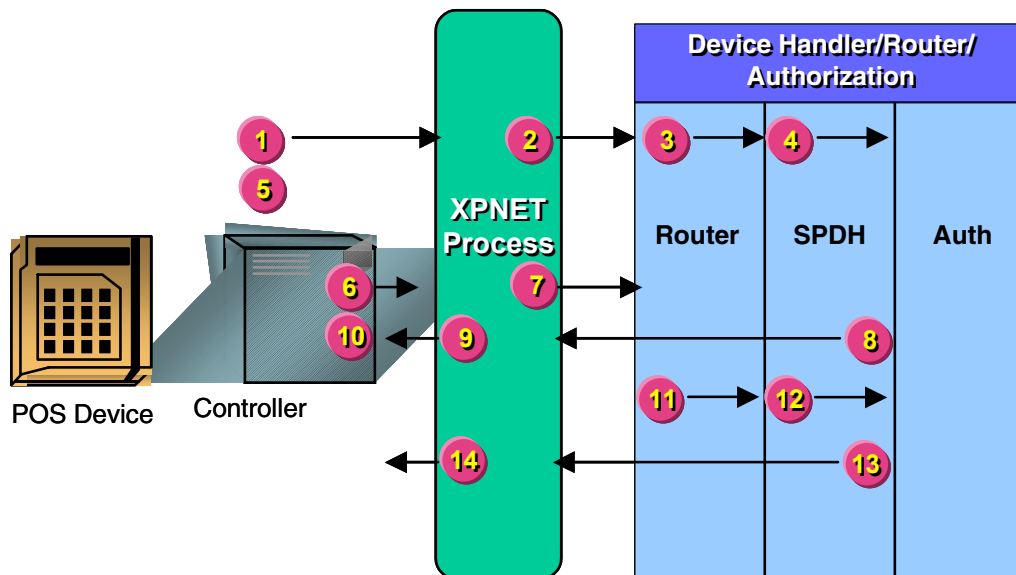 Device Handler/Router/
Authorization
1
2
3
4
5
XPNET
Process
Router
SPDH
Auth
6
7
10
9
8
11
12
POS Device
Controller
14
13